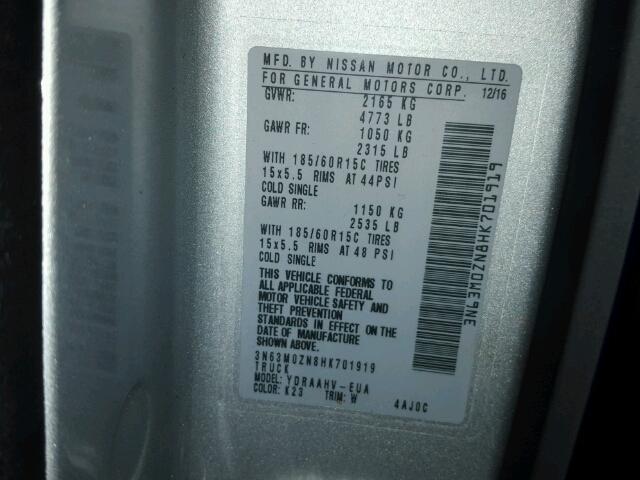 MFD. BY NISSAN MOTOR CO., LTD.
FOR GENERAL MOTORS CORP. 12/16
GVWR: 2165 KG
4773 LB
GAWR FR: 1050 KG
2315 LB
WITH 185/60R15C TIRES
15x5.5 RIMS AT 44PSI
COLD SINGLE
GAWR RR: 1150 KG
2535 LB
WITH 185/60R15C TIRES
15x5.5 RIMS AT 48 PSI
COLD SINGLE
THIS VEHICLE CONFORMS TO
ALL APPLICABLE FEDERAL
MOTOR VEHICLE SAFETY AND
THEFT PREVENTION
STANDARDS IN EFFECT ON THE
DATE OF MANUFACTURE
SHOWN ABOVE.
3N63M0ZN8HK701919
TRUCK
MODEL: YDRAAHV-EUA
COLOR: K23 TRIM: W 4AJ0C
3N63M0ZN8HK701919